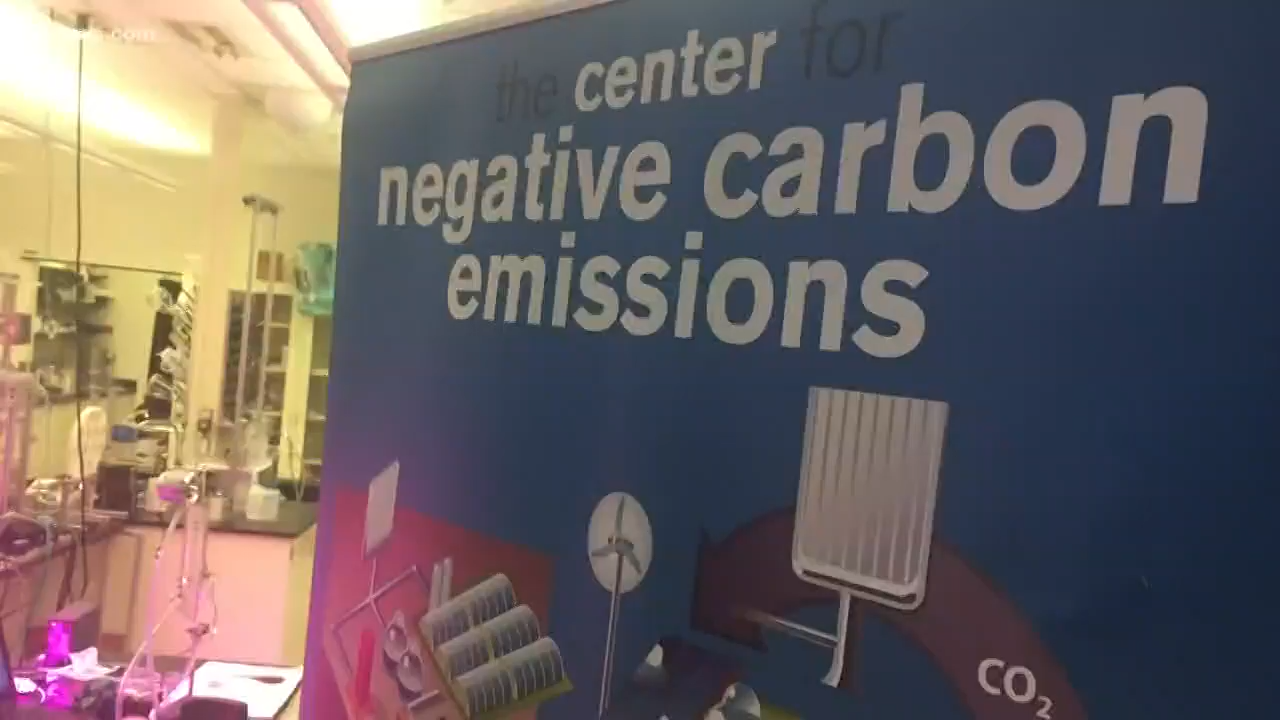 the center for
negative carbon
emissions
CO₂